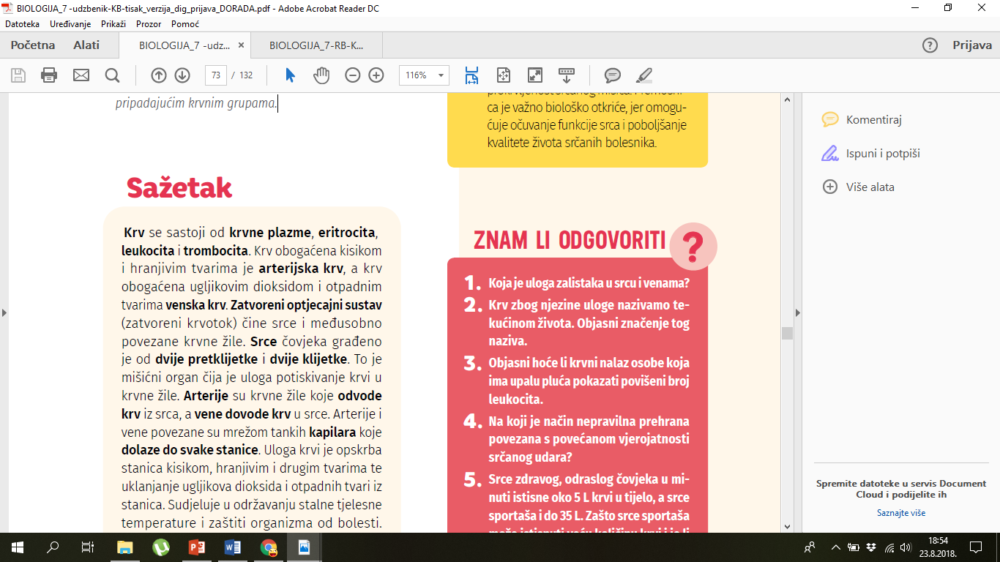 BIOLOGIJA_7 -udzbenik-KB-tisak_verzija_dig_prijava_DORADA.pdf - Adobe Acrobat Reader DC
Datoteka Uređivanje Prikaži Prozor Pomoć
Početna Alati BIOLOGIJA_7 -udz... × BIOLOGIJA_7-RB-K... ? Prijava
73 / 132 116%
pripadajućim krvnim grupama.
ca je važno biološko otkriće, jer omogu-
ćuje očuvanje funkcije srca i poboljšanje
kvalitete života srčanih bolesnika.
Sažetak
Krv se sastoji od krvne plazme, eritrocita,
leukocita i trombocita. Krv obogaćena kisikom
i hranjivim tvarima je arterijska krv, a krv
obogaćena ugljikovim dioksidom i otpadnim
tvarima venska krv. Zatvoreni optjecajni sustav
(zatvoreni krvotok) čine srce i međusobno
povezane krvne žile. Srce čovjeka građeno
je od dvije pretklijetke i dvije klijetke. To je
mišićni organ čija je uloga potiskivanje krvi u
krvne žile. Arterije su krvne žile koje odvode
krv iz srca, a vene dovode krv u srce. Arterije i
vene povezane su mrežom tankih kapilara koje
dolaze do svake stanice. Uloga krvi je opskrba
stanica kisikom, hranjivim i drugim tvarima te
uklanjanje ugljikova dioksida i otpadnih tvari iz
stanica. Sudjeluje u održavanju stalne tjelesne
temperature i zaštiti organizma od bolesti.
ZNAM LI ODGOVORITI ?
1. Koja je uloga zalistaka u srcu i venama?
2. Krv zbog njezine uloge nazivamo te-
kućinom života. Objasni značenje tog
naziva.
3. Objasni hoće li krvni nalaz osobe koja
ima upalu pluća pokazati povišeni broj
leukocita.
4. Na koji je način nepravilna prehrana
povezana s povećanom vjerojatnosti
srčanog udara?
5. Srce zdravog, odraslog čovjeka u mi-
nuti istisne oko 5 L krvi u tijelo, a srce
sportaša i do 35 L. Zašto srce sportaša
Komentiraj
Ispuni i potpiši
Više alata
Spremite datoteke u servis Document
Cloud i podijelite ih
Saznajte više
18:54
23.8.2018.